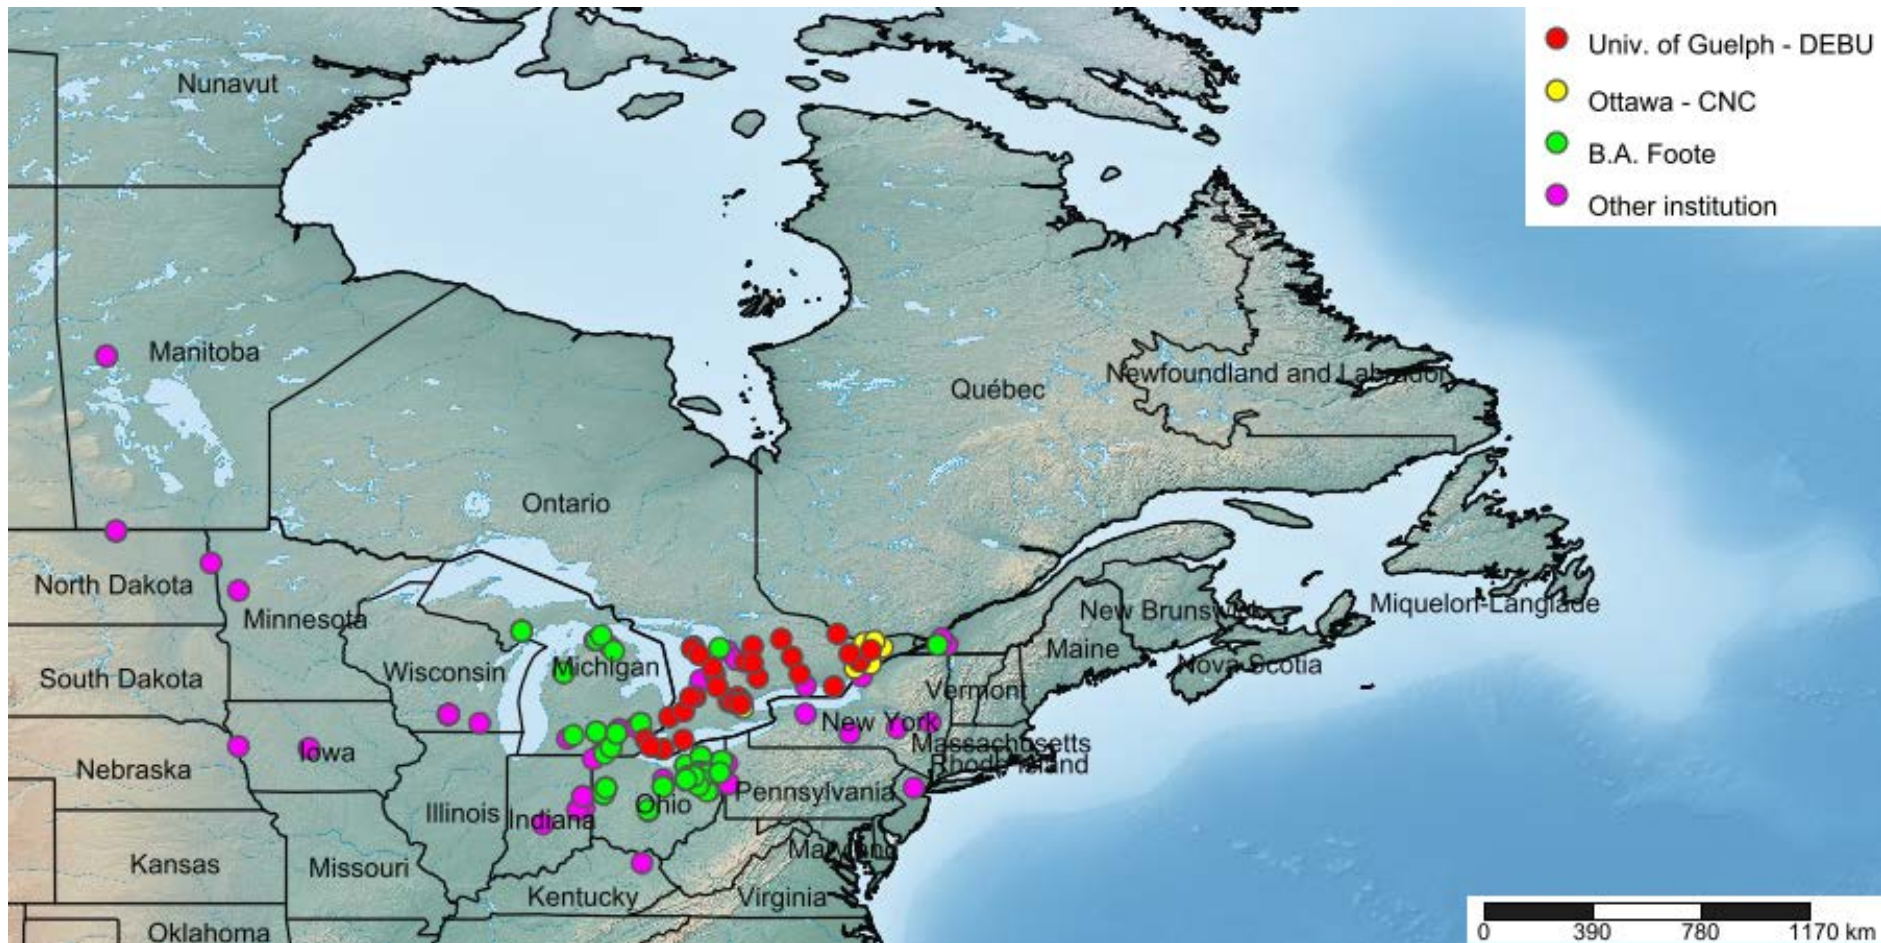 Univ. of Guelph - DEBU
Ottawa - CNC
B.A. Foote
Other institution
Nunavut
Manitoba
Québec
Newfoundland and Labrador
Ontario
North Dakota
Minnesota
New Brunswick
Miquelon-Langlade
Maine
Nova Scotia
Wisconsin
Michigan
South Dakota
Vermont
New York
Massachusetts
Rhode Island
Iowa
Nebraska
Pennsylvania
Ohio
Illinois
Indiana
Maryland
Kansas
Missouri
Kentucky
Virginia
Oklahoma
0 390 780 1170 km